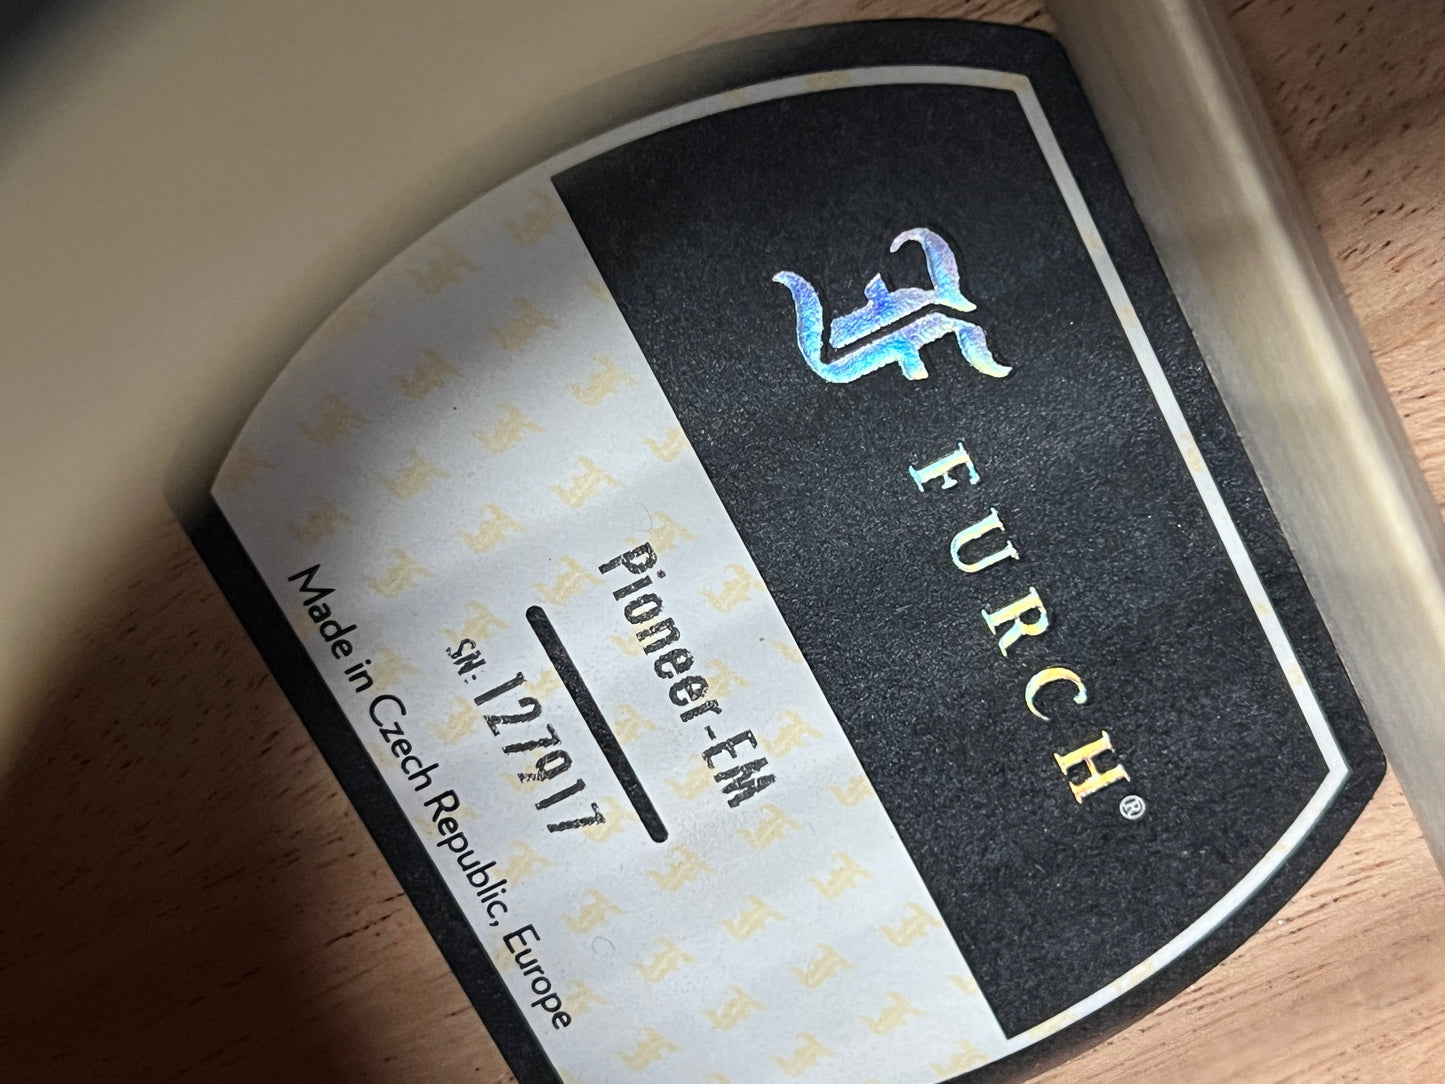 FURCH®
Pioneer-EM
SN: 127917
Made in Czech Republic, Europe